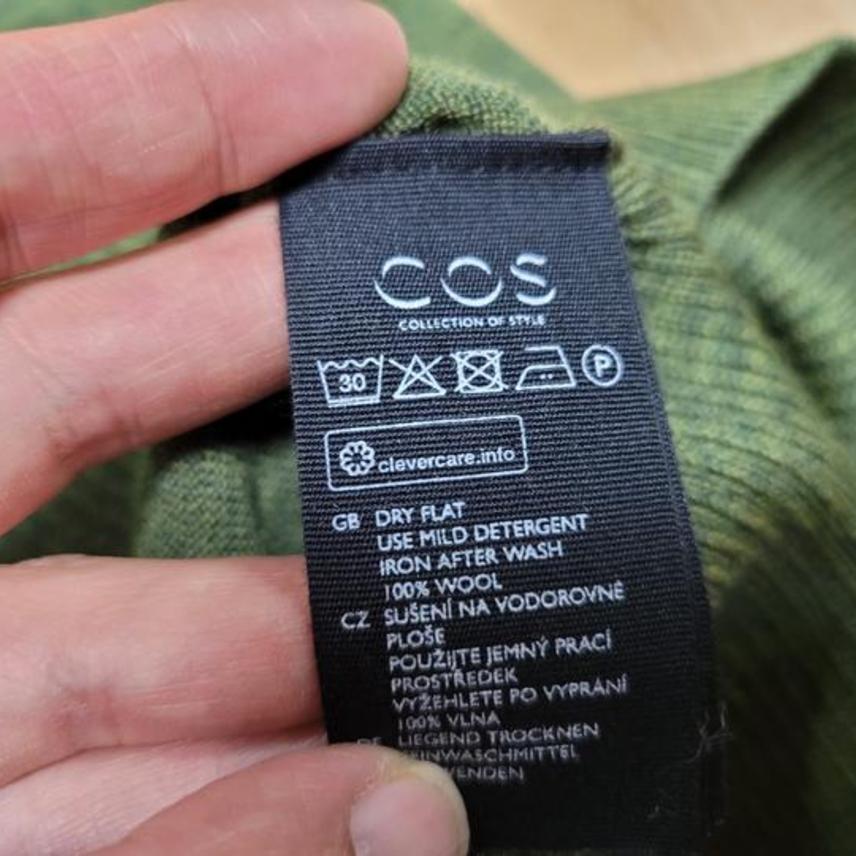 COS
COLLECTION OF STYLE
30 P
clevercare.info
GB DRY FLAT
USE MILD DETERGENT
IRON AFTER WASH
100% WOOL
CZ SUŠENÍ NA VODOROVNÉ
PLOŠE
POUŽIJTE JEMNÝ PRACÍ
PROSTŘEDEK
VYŽEHLETE PO VYPRÁNÍ
100% VLNA
LIEGEND TROCKNEN